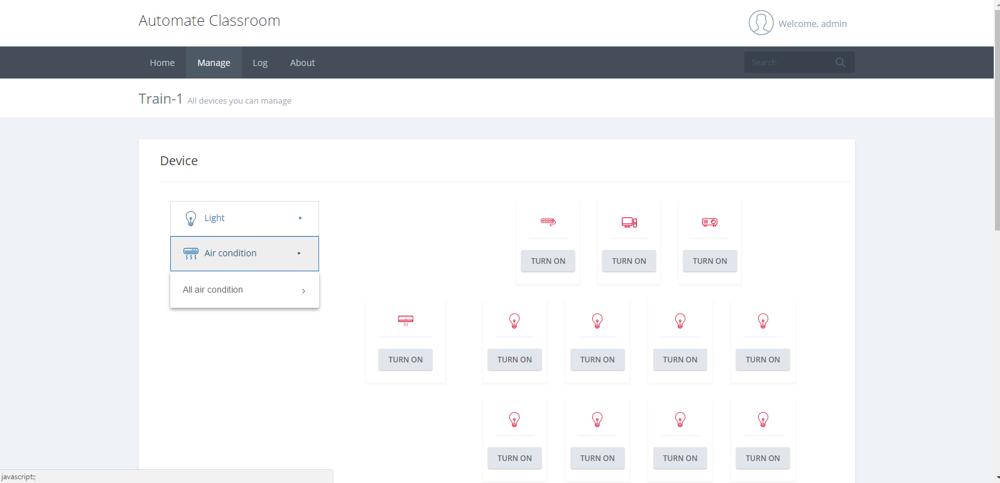 Automate Classroom
Welcome, admin
Home Manage Log About Search
Train-1 All devices you can manage
Device
Light
Air condition
All air condition
TURN ON TURN ON TURN ON
TURN ON TURN ON TURN ON TURN ON TURN ON
TURN ON TURN ON TURN ON TURN ON
javascript:;